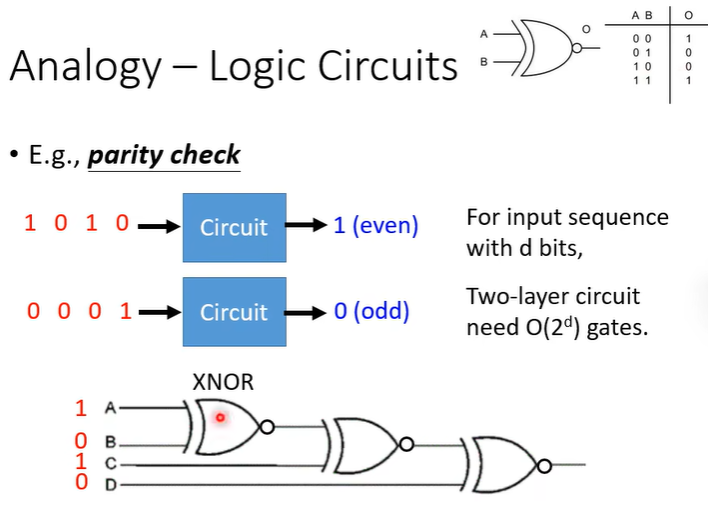 Analogy – Logic Circuits
A
B
O
A B O
0 0 1
0 1 0
1 0 0
1 1 1
• E.g., parity check
1 0 1 0
Circuit
1 (even)
0 0 0 1
Circuit
0 (odd)
For input sequence
with d bits,
Two-layer circuit
need O(2ᵈ) gates.
XNOR
1 A
0 B
1 C
0 D